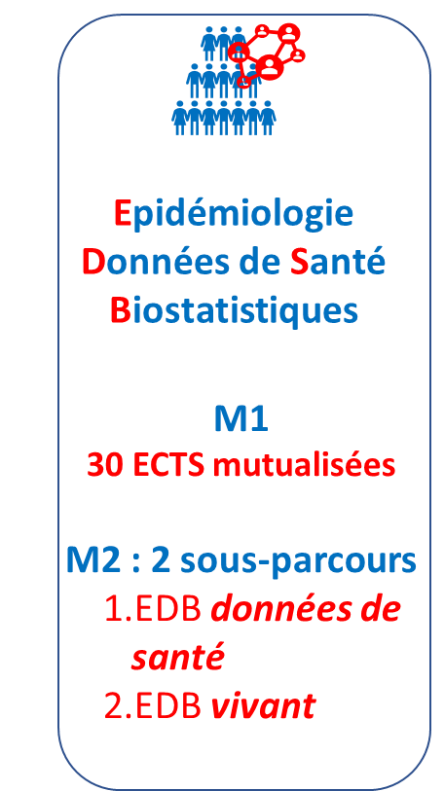 Epidémiologie
Données de Santé
Biostatistiques
M1
30 ECTS mutualisées
M2 : 2 sous-parcours
1.EDB données de
santé
2.EDB vivant